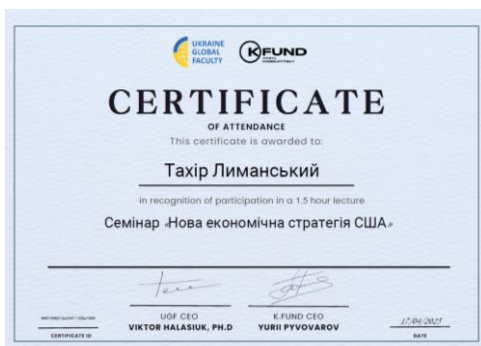 UKRAINE
GLOBAL
FACULTY
KFUND
CERTIFICATE
OF ATTENDANCE
This certificate is awarded to:
Тахір Лиманський
in recognition of participation in a 1.5 hour lecture
Семінар «Нова економічна стратегія США»
UGF CEO
VIKTOR HALASIUK, PH.D
K.FUND CEO
YURII PYVOVAROV
17/04/2025
CERTIFICATE ID
DATE